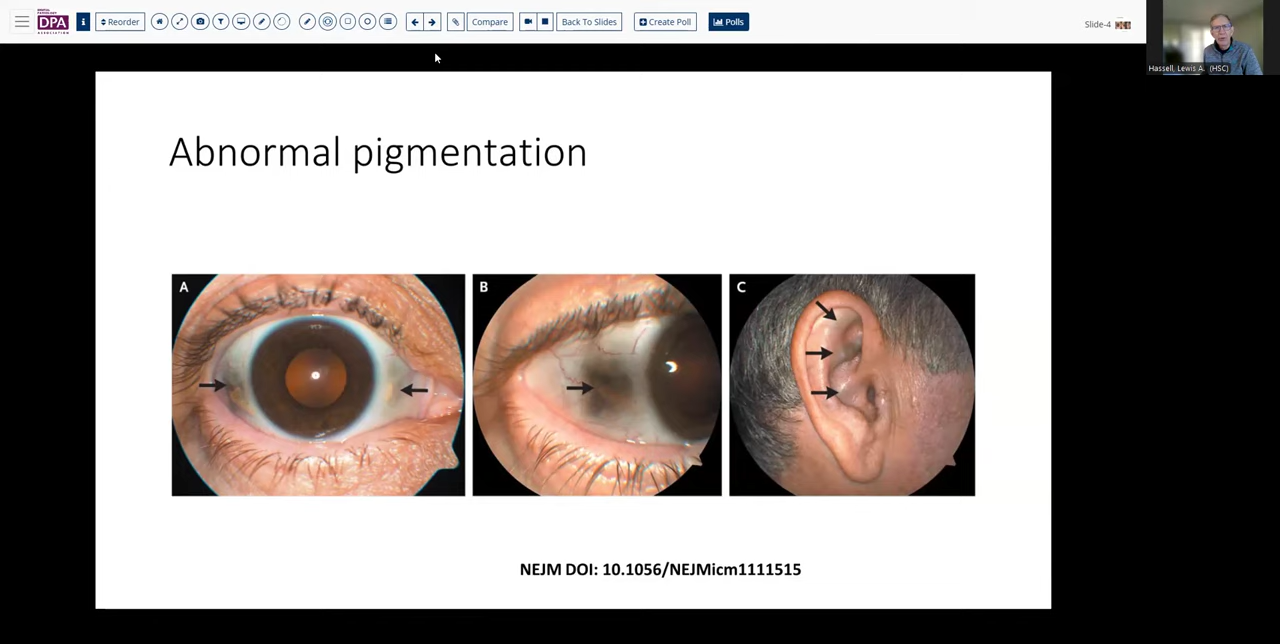 DPA
ASSOCIATION
i
Reorder
Compare
Back To Slides
Create Poll
Polls
Slide-4
Hassell, Lewis A. (HSC)
Abnormal pigmentation
A
B
C
NEJM DOI: 10.1056/NEJMicm1111515